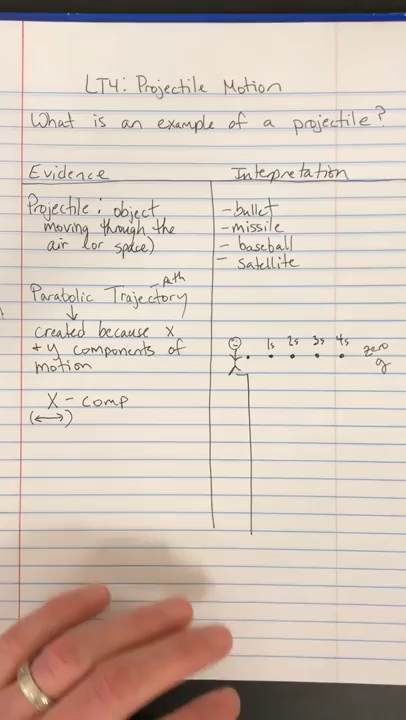 LT4: Projectile Motion
What is an example of a projectile?
Evidence
Interpretation
Projectile: object
moving through the
air (or space)
- bullet
- missile
- baseball
- satellite
- Path
Parabolic Trajectory
created because x
+ y components of
motion
X - comp
(↔)
1s 2s 3s 4s
zero
g